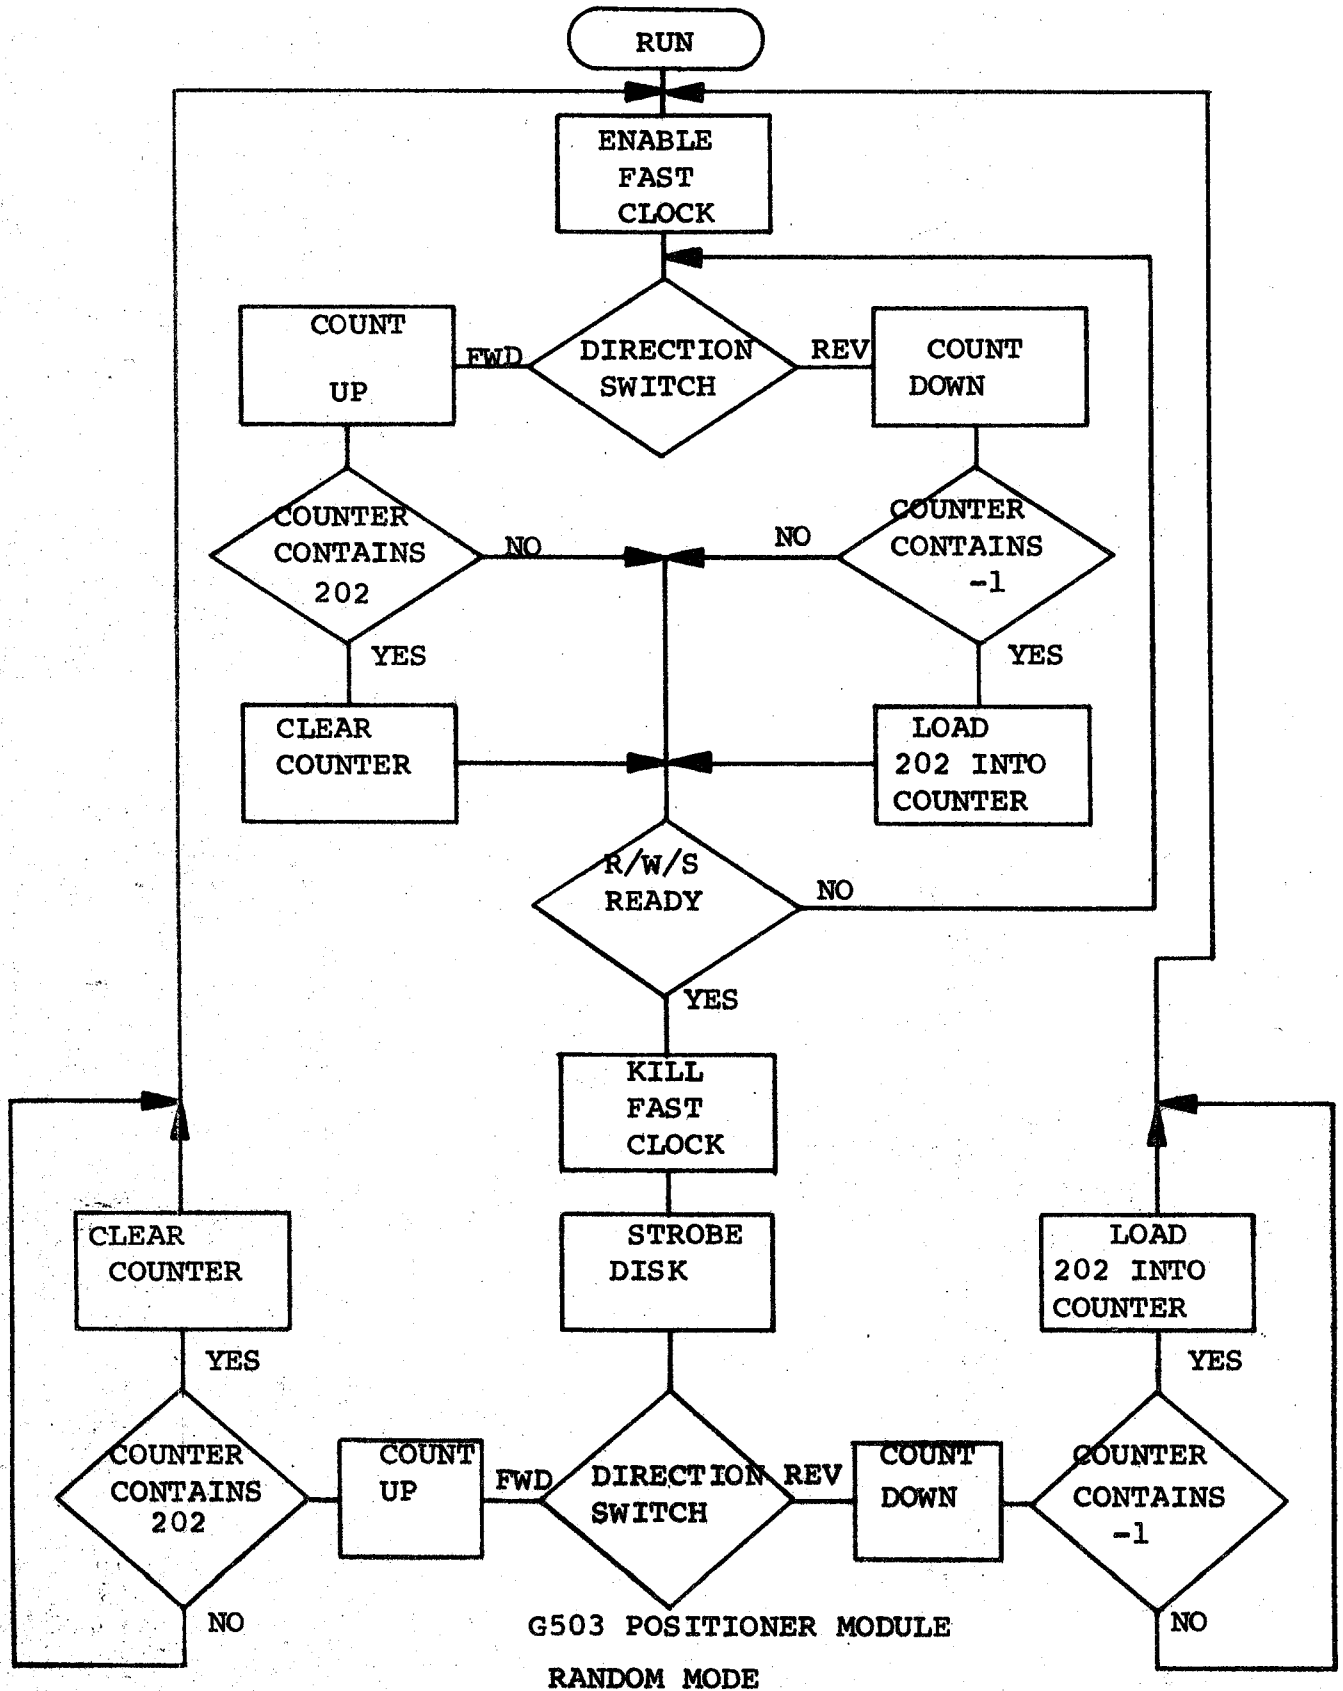 RUN
ENABLE
FAST
CLOCK
COUNT
UP
FWD
DIRECTION
SWITCH
REV
COUNT
DOWN
COUNTER
CONTAINS
202
NO
NO
COUNTER
CONTAINS
-1
YES
YES
CLEAR
COUNTER
LOAD
202 INTO
COUNTER
R/W/S
READY
NO
YES
KILL
FAST
CLOCK
CLEAR
COUNTER
STROBE
DISK
LOAD
202 INTO
COUNTER
YES
YES
COUNTER
CONTAINS
202
COUNT
UP
FWD
DIRECTION
SWITCH
REV
COUNT
DOWN
COUNTER
CONTAINS
-1
NO
NO
G503 POSITIONER MODULE
RANDOM MODE